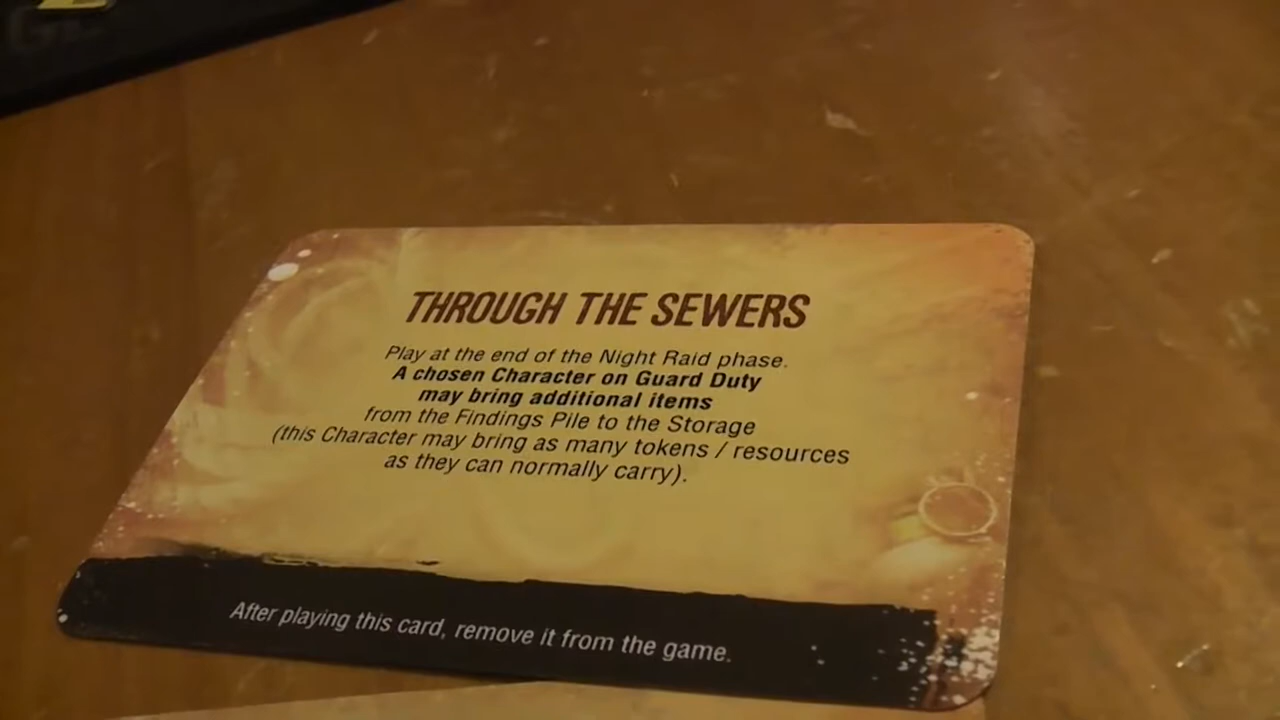 THROUGH THE SEWERS
Play at the end of the Night Raid phase.
A chosen Character on Guard Duty
may bring additional items
from the Findings Pile to the Storage
(this Character may bring as many tokens / resources
as they can normally carry).
After playing this card, remove it from the game.